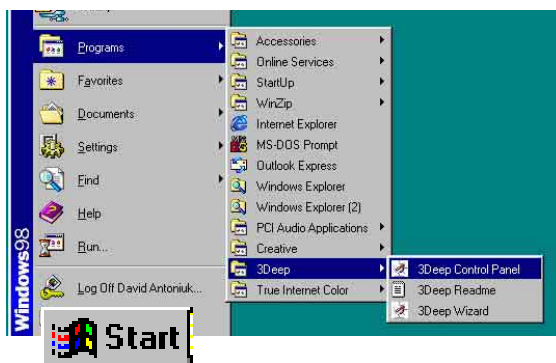 Programs
Favorites
Documents
Settings
Find
Help
Run...
Log Off David Antoniuk...
Windows98
Start
Accessories
Online Services
StartUp
WinZip
Internet Explorer
MS-DOS Prompt
Outlook Express
Windows Explorer
Windows Explorer (2)
PCI Audio Applications
Creative
3Deep
True Internet Color
3Deep Control Panel
3Deep Readme
3Deep Wizard